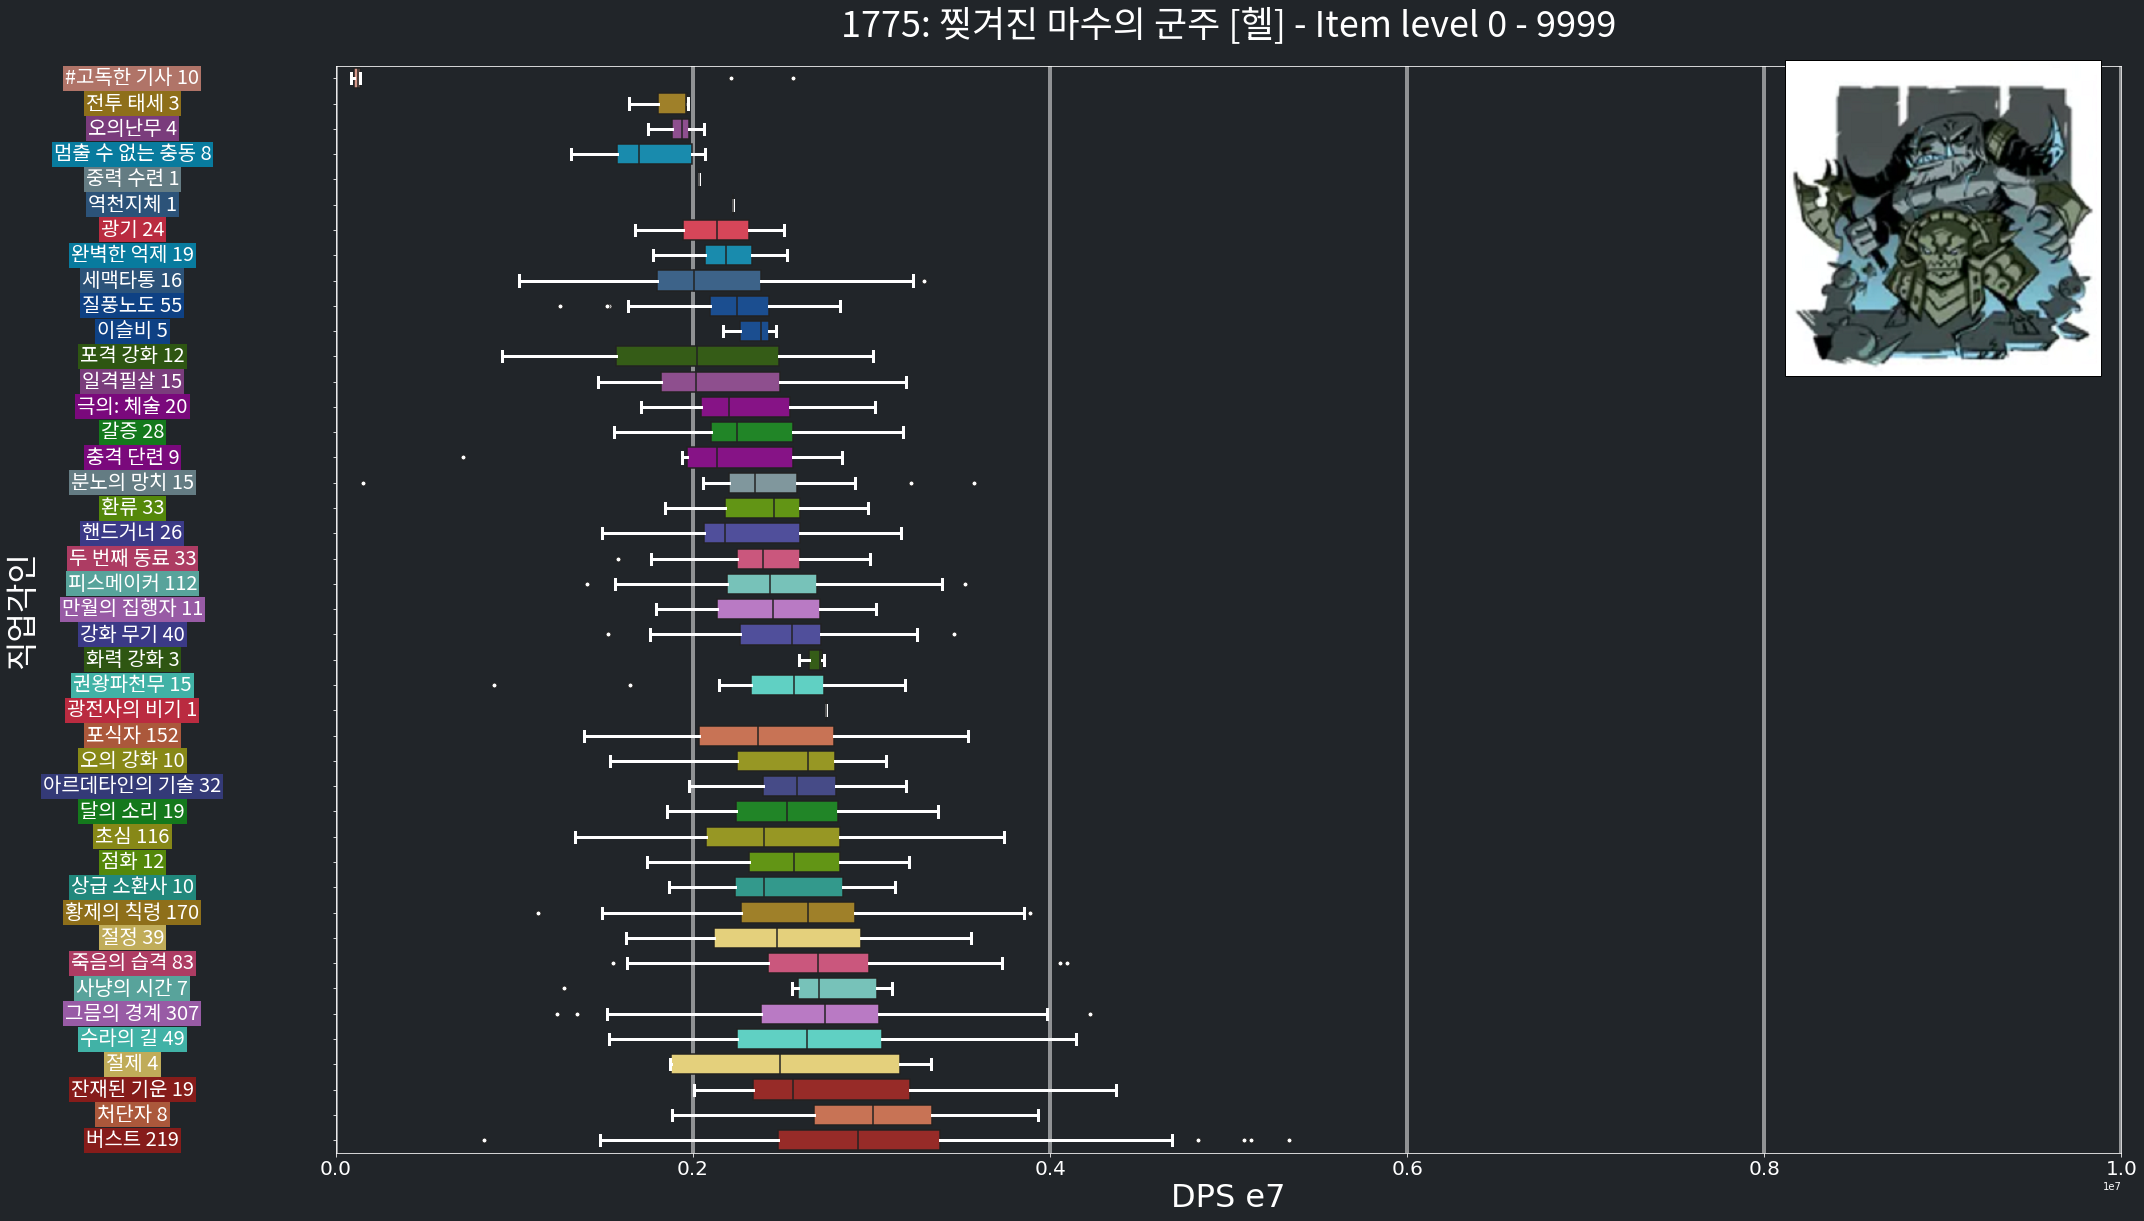 1775: 찢겨진 마수의 군주 [헬] - Item level 0 - 9999
#고독한 기사 10
전투 태세 3
오의난무 4
멈출 수 없는 충동 8
중력 수련 1
역천지체 1
광기 24
완벽한 억제 19
세맥타통 16
질풍노도 55
이슬비 5
포격 강화 12
일격필살 15
극의: 체술 20
갈증 28
충격 단련 9
분노의 망치 15
환류 33
핸드거너 26
두 번째 동료 33
피스메이커 112
만월의 집행자 11
강화 무기 40
화력 강화 3
권왕파천무 15
광전사의 비기 1
포식자 152
오의 강화 10
아르데타인의 기술 32
달의 소리 19
초심 116
점화 12
상급 소환사 10
황제의 칙령 170
절정 39
죽음의 습격 83
사냥의 시간 7
그믐의 경계 307
수라의 길 49
절제 4
잔재된 기운 19
처단자 8
버스트 219
직업각인
0.0 0.2 0.4 0.6 0.8 1.0
1e7
DPS e7